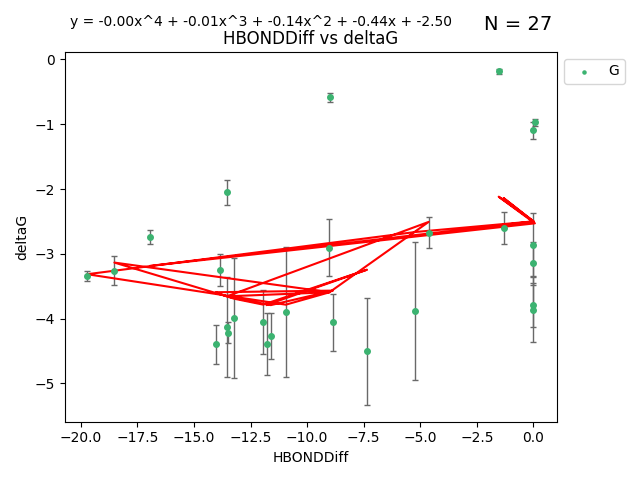 y = -0.00x^4 + -0.01x^3 + -0.14x^2 + -0.44x + -2.50
N = 27
HBONDDiff vs deltaG
G
0
−1
−2
−3
−4
−5
deltaG
−20.0 −17.5 −15.0 −12.5 −10.0 −7.5 −5.0 −2.5 0.0
HBONDDiff